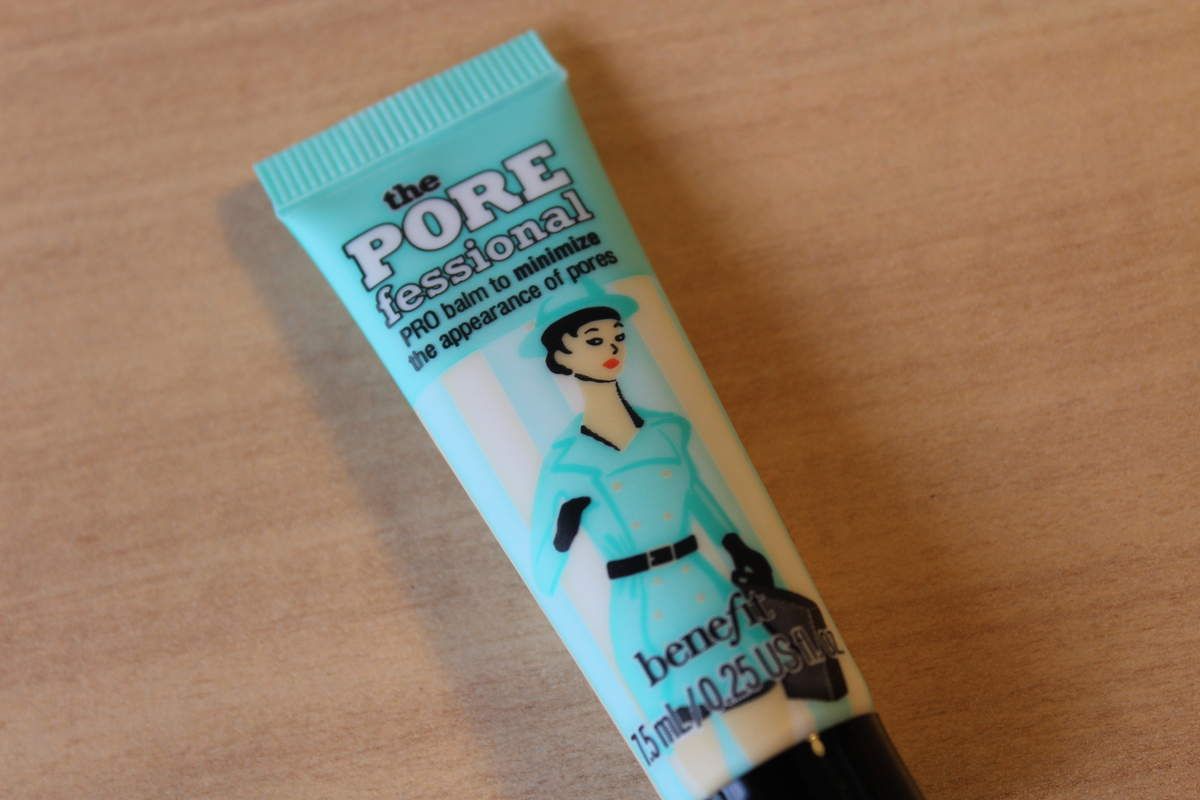 the
PORE
fessional
PRO balm to minimize
the appearance of pores
benefit
7.5 mL / 0.25 US fl. oz